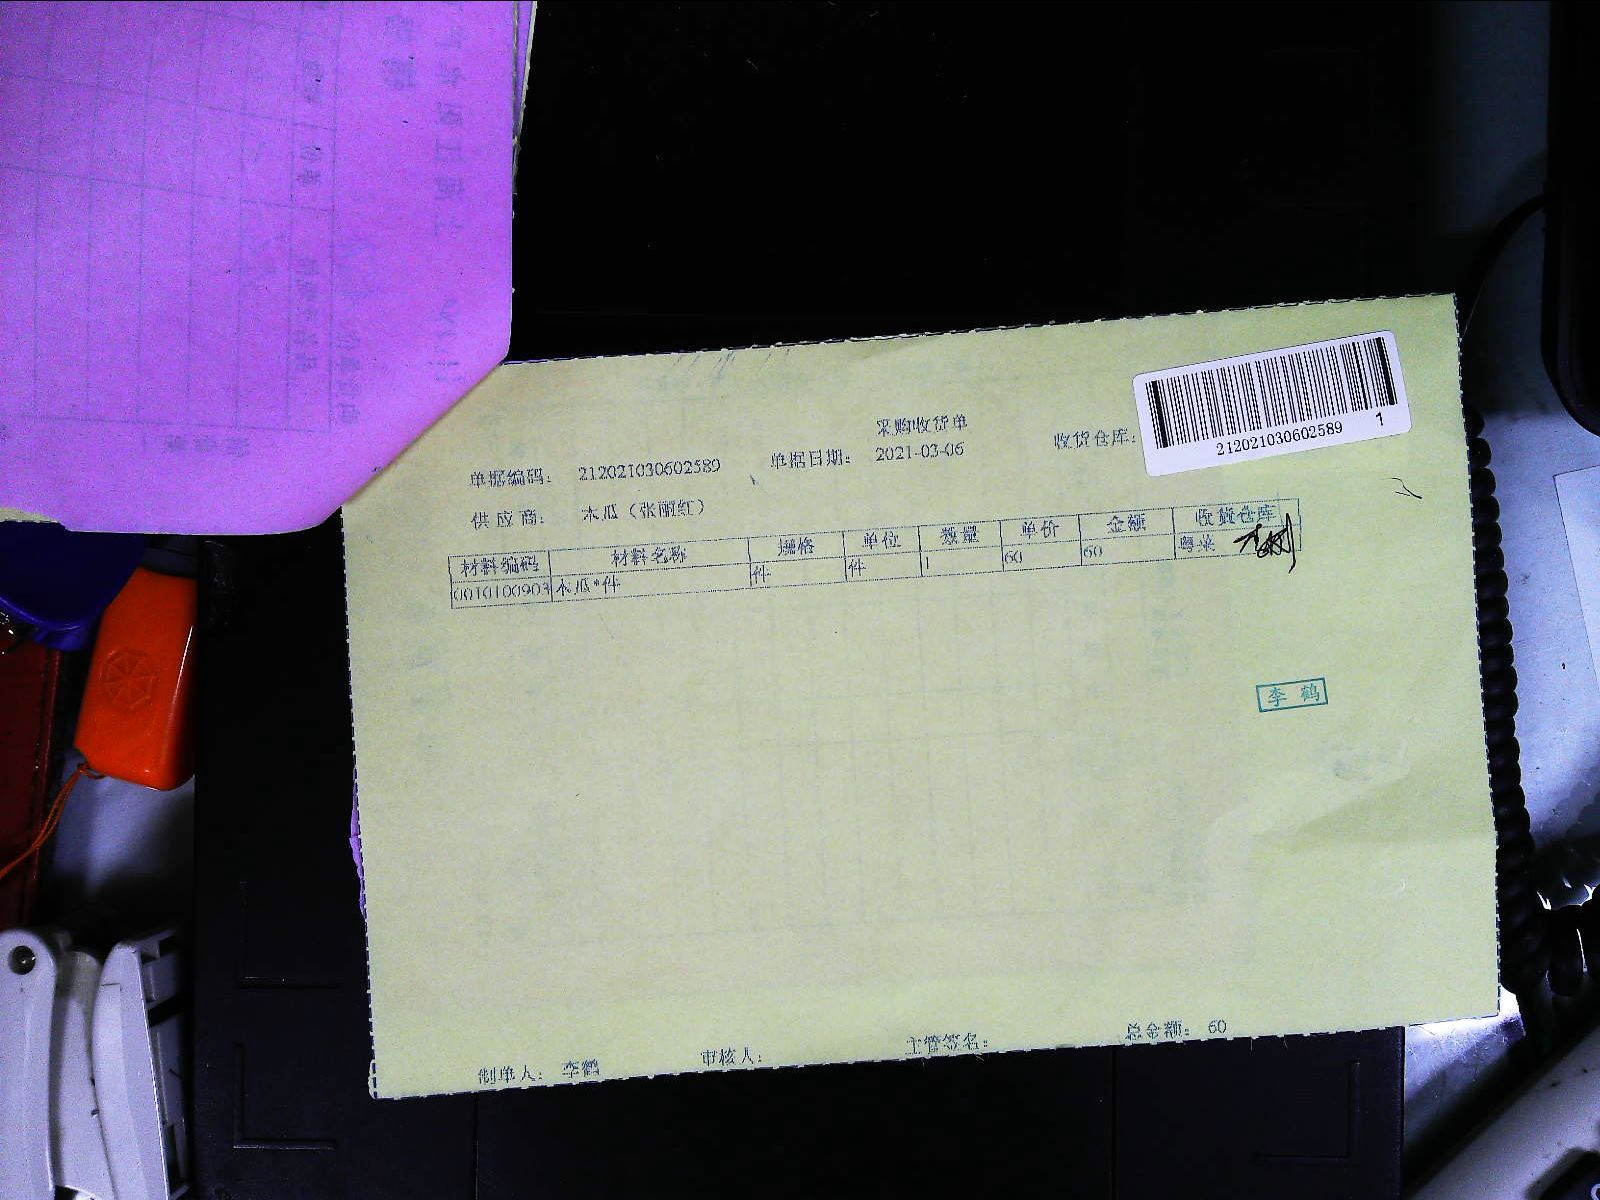 采购收货单
单据编码： 212021030602589 单据日期： 2021-03-06 收货仓库：
212021030602589 1
供应商： 木瓜（张丽红）
材料编码 材料名称 规格 单位 数量 单价 金额 收货仓库
0010100903 木瓜*件 件 件 1 60 60 粤菜
李鹤
制单人： 李鹤 审核人： 主管签名： 总金额： 60